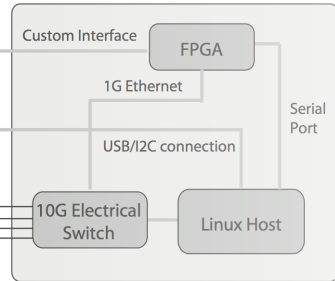 Custom Interface
FPGA
1G Ethernet
Serial
Port
USB/I2C connection
10G Electrical
Switch
Linux Host